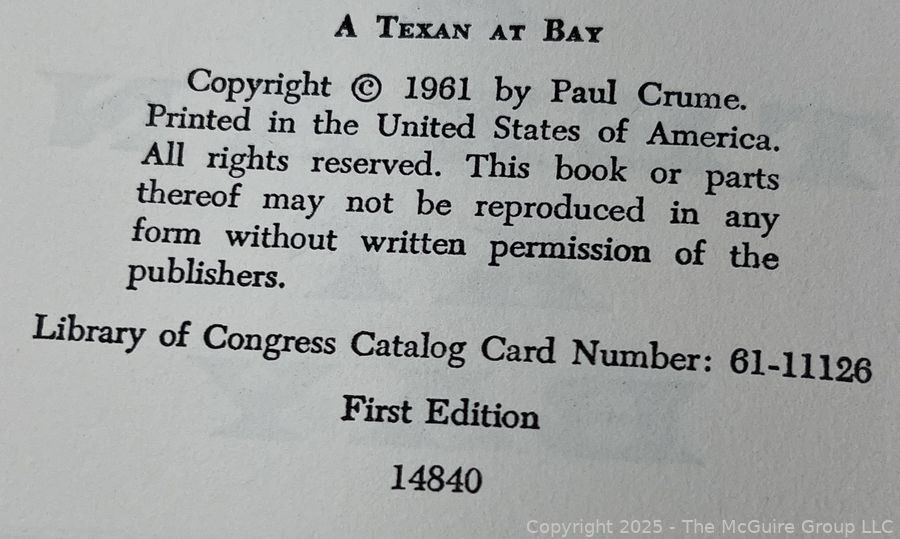 A Texan at Bay
Copyright © 1961 by Paul Crume.
Printed in the United States of America.
All rights reserved. This book or parts
thereof may not be reproduced in any
form without written permission of the
publishers.
Library of Congress Catalog Card Number: 61-11126
First Edition
14840
Copyright 2025 - The McGuire Group LLC